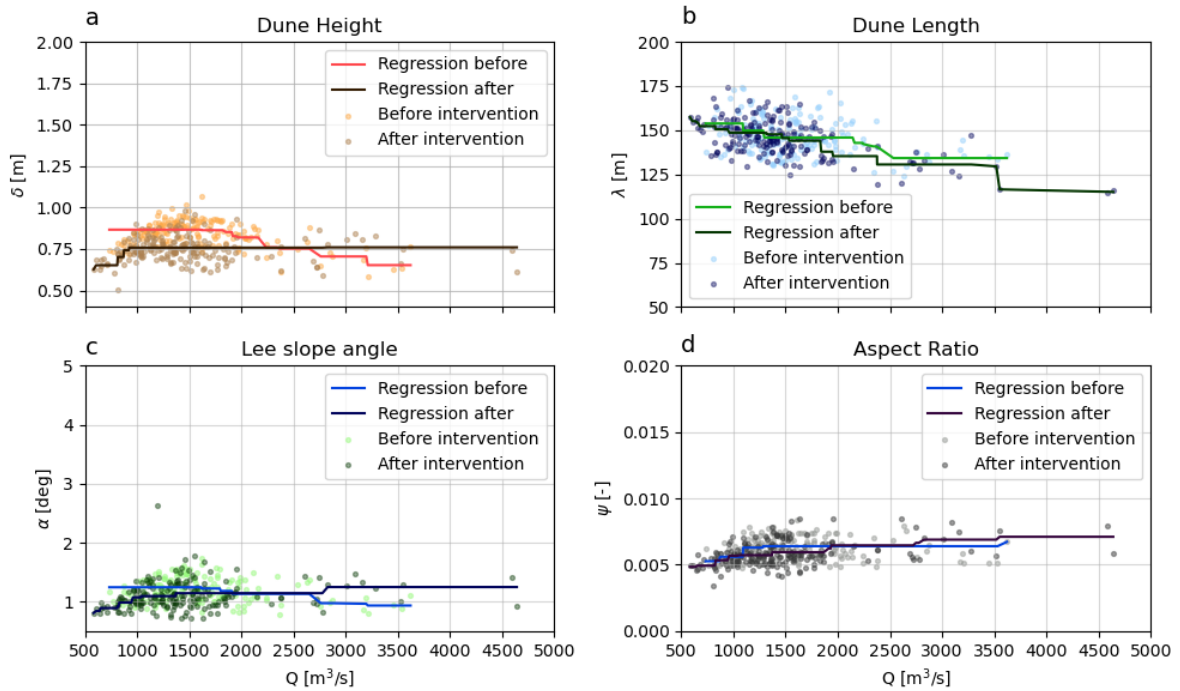 a
Dune Height
2.00
1.75
1.50
1.25
1.00
0.75
0.50
δ [m]
Regression before
Regression after
Before intervention
After intervention
b
Dune Length
200
175
150
125
100
75
50
λ [m]
Regression before
Regression after
Before intervention
After intervention
c
Lee slope angle
5
4
3
2
1
α [deg]
Regression before
Regression after
Before intervention
After intervention
500 1000 1500 2000 2500 3000 3500 4000 4500 5000
Q [m³/s]
d
Aspect Ratio
0.020
0.015
0.010
0.005
0.000
ψ [-]
Regression before
Regression after
Before intervention
After intervention
500 1000 1500 2000 2500 3000 3500 4000 4500 5000
Q [m³/s]